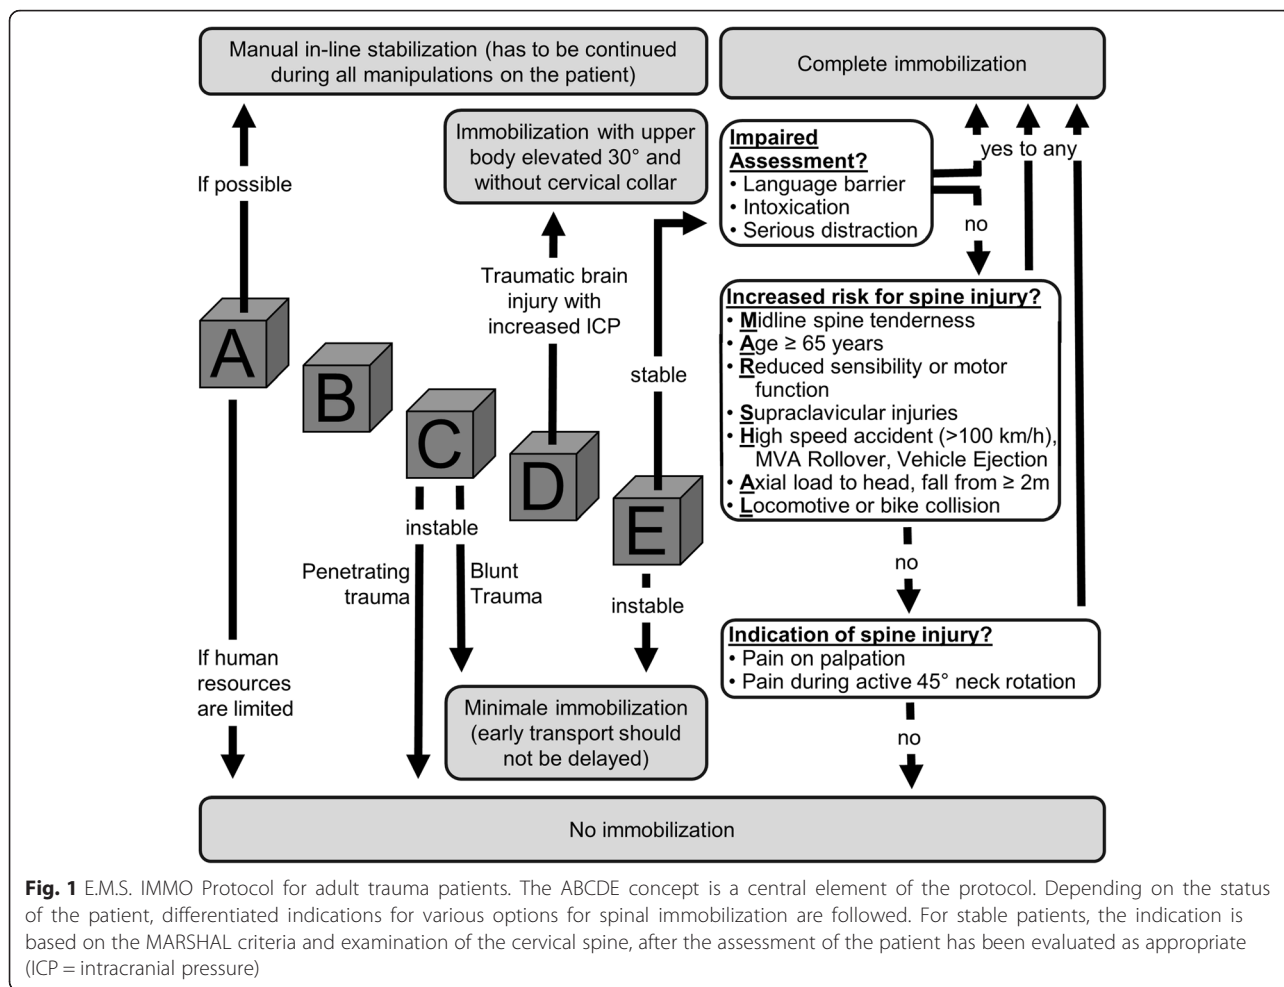 Manual in-line stabilization (has to be continued
during all manipulations on the patient)
Complete immobilization
If possible
Immobilization with upper
body elevated 30° and
without cervical collar
Impaired
Assessment?
• Language barrier
• Intoxication
• Serious distraction
yes to any
no
Traumatic brain
injury with
increased ICP
stable
Increased risk for spine injury?
• Midline spine tenderness
• Age ≥ 65 years
• Reduced sensibility or motor
function
• Supraclavicular injuries
• High speed accident (>100 km/h),
MVA Rollover, Vehicle Ejection
• Axial load to head, fall from ≥ 2m
• Locomotive or bike collision
A
B
C
D
E
instable
Penetrating
trauma
Blunt
Trauma
instable
no
If human
resources
are limited
Indication of spine injury?
• Pain on palpation
• Pain during active 45° neck rotation
Minimale immobilization
(early transport should
not be delayed)
no
No immobilization
Fig. 1 E.M.S. IMMO Protocol for adult trauma patients. The ABCDE concept is a central element of the protocol. Depending on the status
of the patient, differentiated indications for various options for spinal immobilization are followed. For stable patients, the indication is
based on the MARSHAL criteria and examination of the cervical spine, after the assessment of the patient has been evaluated as appropriate
(ICP = intracranial pressure)